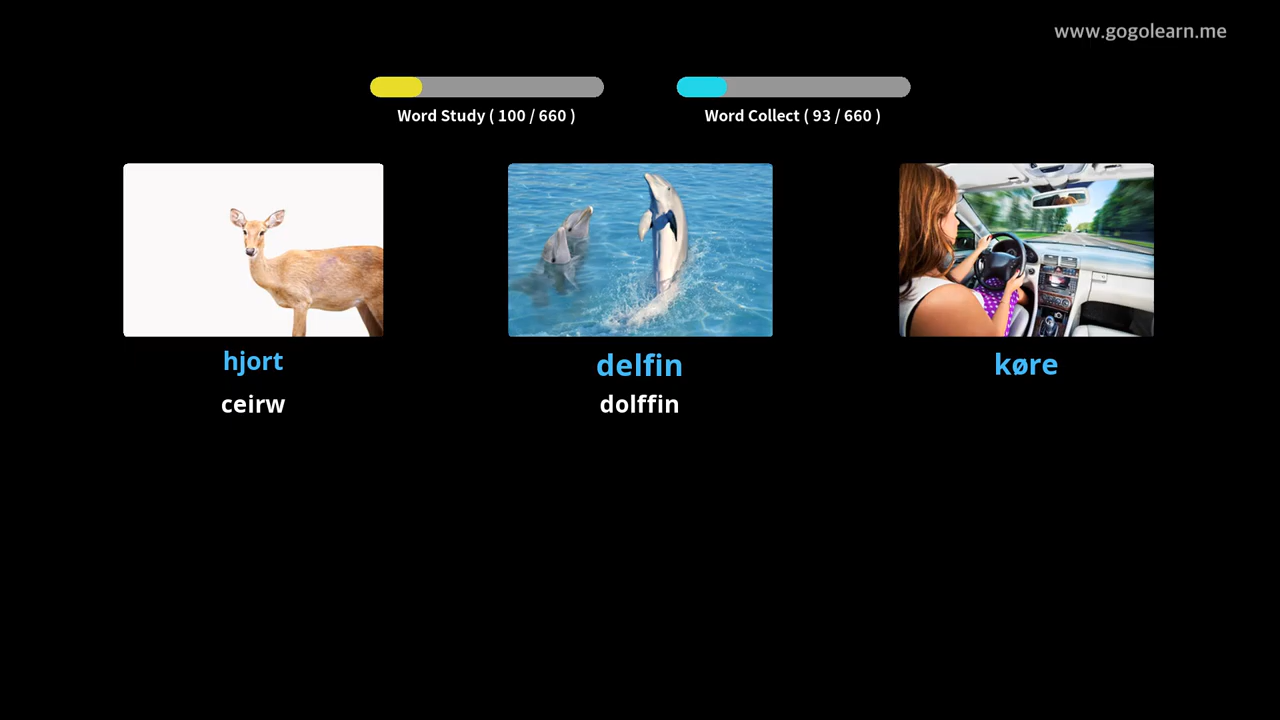 www.gogolearn.me
Word Study ( 100 / 660 )
Word Collect ( 93 / 660 )
hjort
delfin
køre
ceirw
dolffin